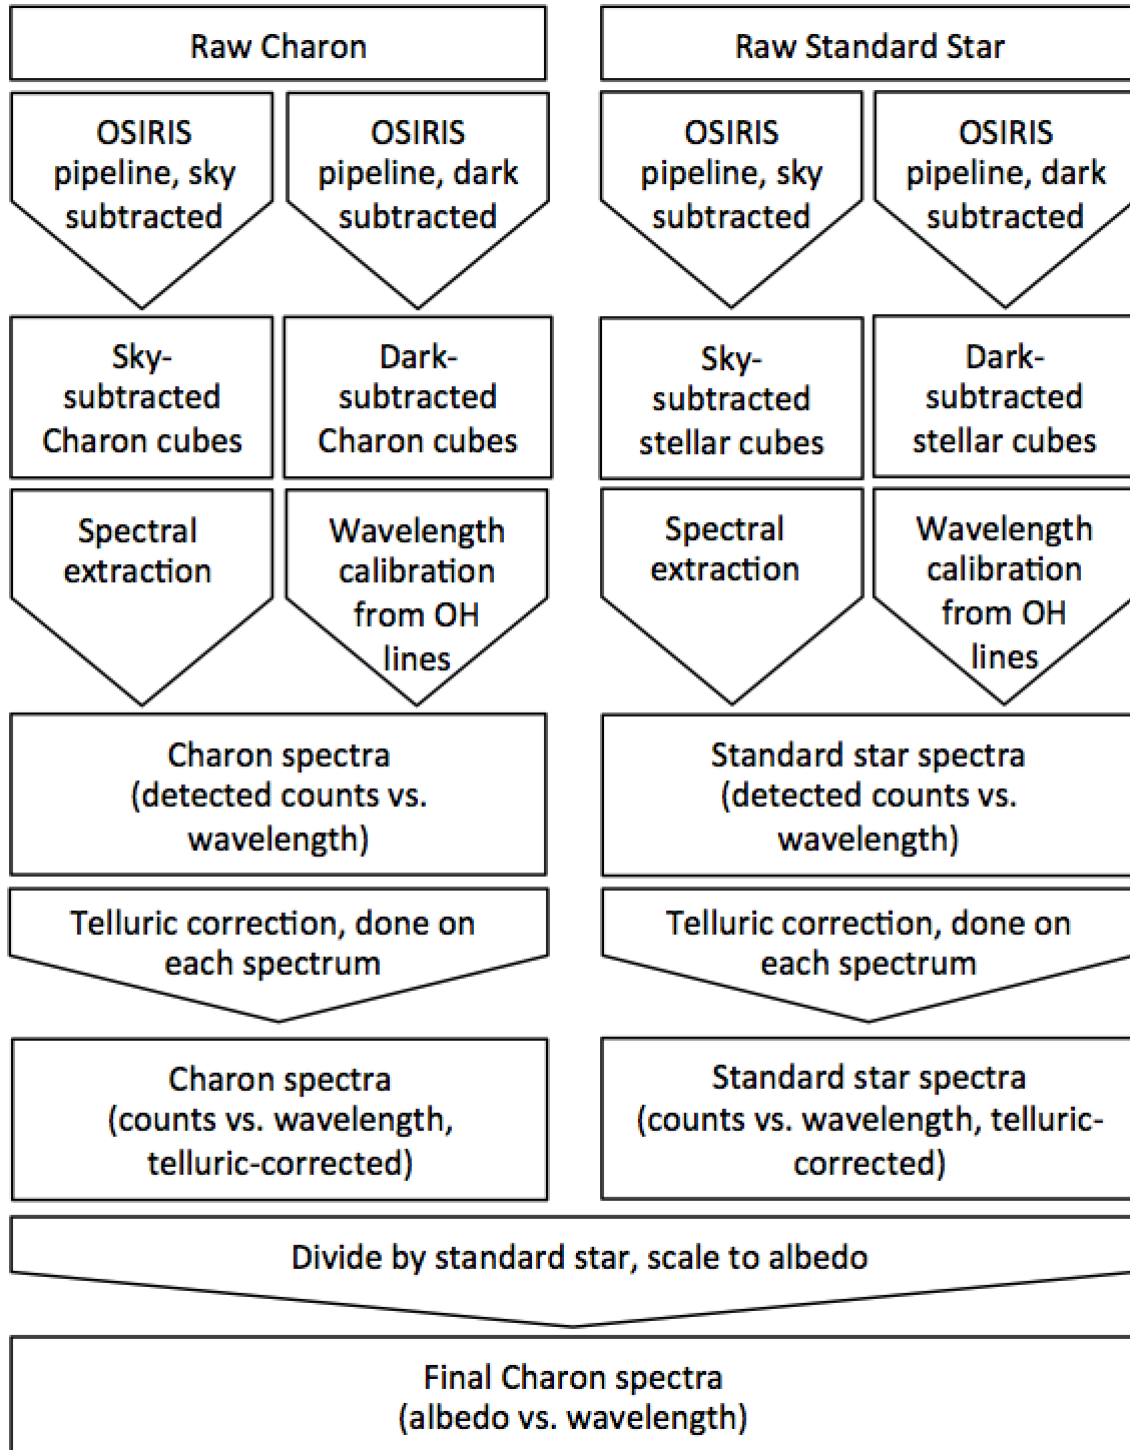 Raw Charon
Raw Standard Star
OSIRIS
pipeline, sky
subtracted
OSIRIS
pipeline, dark
subtracted
OSIRIS
pipeline, sky
subtracted
OSIRIS
pipeline, dark
subtracted
Sky-
subtracted
Charon cubes
Dark-
subtracted
Charon cubes
Sky-
subtracted
stellar cubes
Dark-
subtracted
stellar cubes
Spectral
extraction
Wavelength
calibration
from OH
lines
Spectral
extraction
Wavelength
calibration
from OH
lines
Charon spectra
(detected counts vs.
wavelength)
Standard star spectra
(detected counts vs.
wavelength)
Telluric correction, done on
each spectrum
Telluric correction, done on
each spectrum
Charon spectra
(counts vs. wavelength,
telluric-corrected)
Standard star spectra
(counts vs. wavelength, telluric-
corrected)
Divide by standard star, scale to albedo
Final Charon spectra
(albedo vs. wavelength)